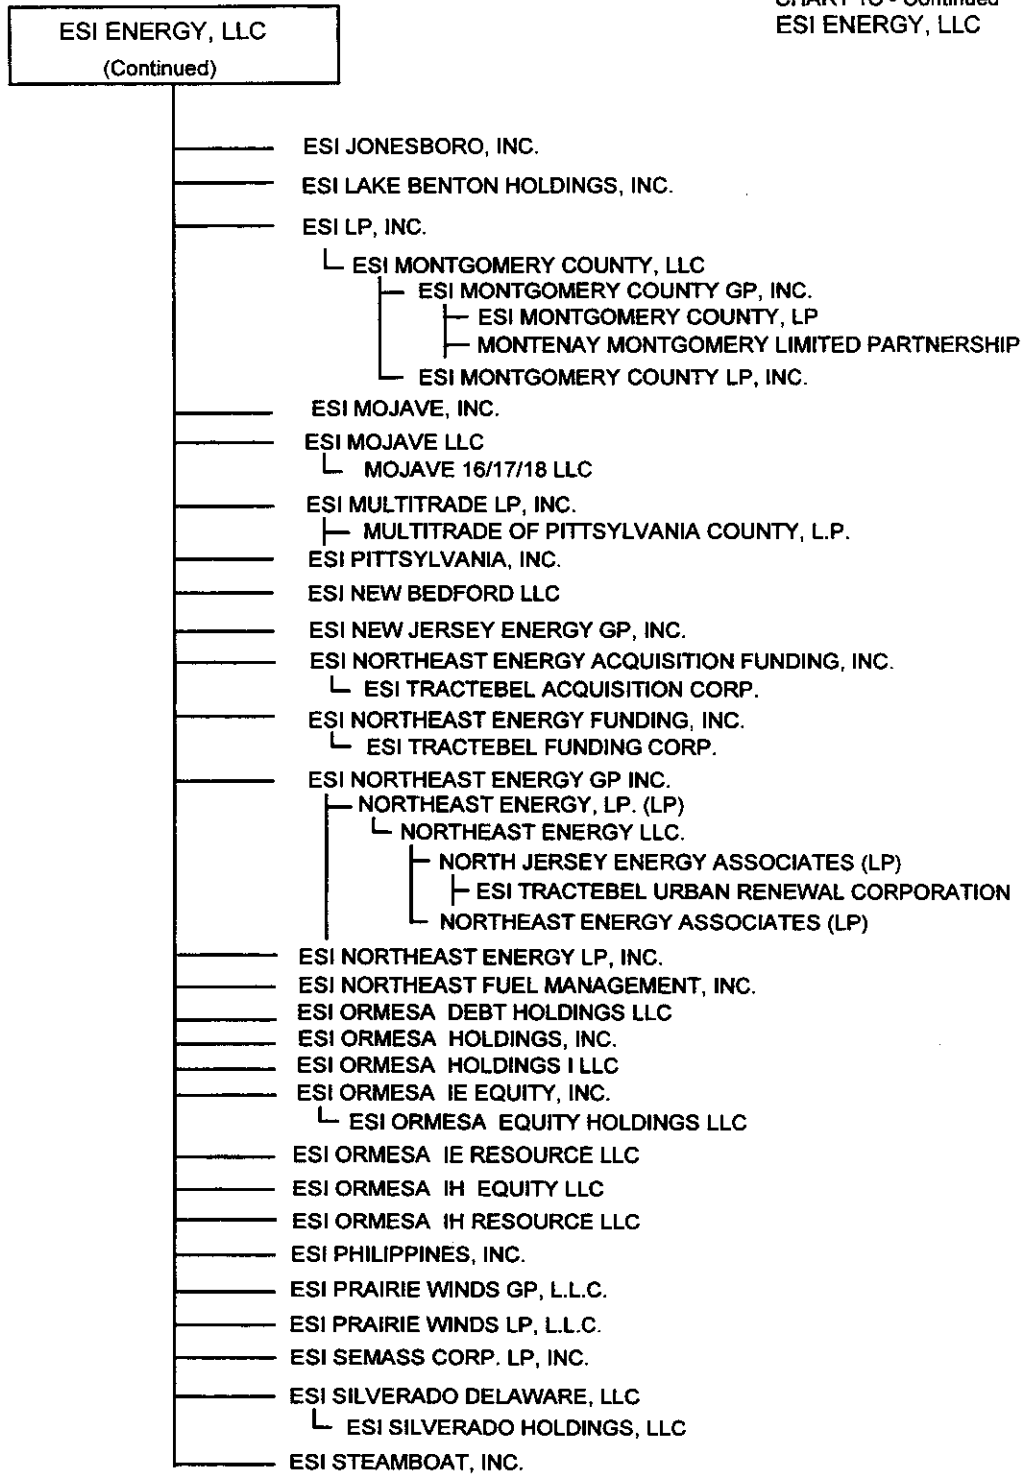 CHART 1C - Continued
ESI ENERGY, LLC
ESI ENERGY, LLC
(Continued)
ESI JONESBORO, INC.
ESI LAKE BENTON HOLDINGS, INC.
ESI LP, INC.
ESI MONTGOMERY COUNTY, LLC
ESI MONTGOMERY COUNTY GP, INC.
ESI MONTGOMERY COUNTY, LP
MONTENAY MONTGOMERY LIMITED PARTNERSHIP
ESI MONTGOMERY COUNTY LP, INC.
ESI MOJAVE, INC.
ESI MOJAVE LLC
MOJAVE 16/17/18 LLC
ESI MULTITRADE LP, INC.
MULTITRADE OF PITTSYLVANIA COUNTY, L.P.
ESI PITTSYLVANIA, INC.
ESI NEW BEDFORD LLC
ESI NEW JERSEY ENERGY GP, INC.
ESI NORTHEAST ENERGY ACQUISITION FUNDING, INC.
ESI TRACTEBEL ACQUISITION CORP.
ESI NORTHEAST ENERGY FUNDING, INC.
ESI TRACTEBEL FUNDING CORP.
ESI NORTHEAST ENERGY GP INC.
NORTHEAST ENERGY, LP. (LP)
NORTHEAST ENERGY LLC.
NORTH JERSEY ENERGY ASSOCIATES (LP)
ESI TRACTEBEL URBAN RENEWAL CORPORATION
NORTHEAST ENERGY ASSOCIATES (LP)
ESI NORTHEAST ENERGY LP, INC.
ESI NORTHEAST FUEL MANAGEMENT, INC.
ESI ORMESA DEBT HOLDINGS LLC
ESI ORMESA HOLDINGS, INC.
ESI ORMESA HOLDINGS I LLC
ESI ORMESA IE EQUITY, INC.
ESI ORMESA EQUITY HOLDINGS LLC
ESI ORMESA IE RESOURCE LLC
ESI ORMESA IH EQUITY LLC
ESI ORMESA IH RESOURCE LLC
ESI PHILIPPINES, INC.
ESI PRAIRIE WINDS GP, L.L.C.
ESI PRAIRIE WINDS LP, L.L.C.
ESI SEMASS CORP. LP, INC.
ESI SILVERADO DELAWARE, LLC
ESI SILVERADO HOLDINGS, LLC
ESI STEAMBOAT, INC.